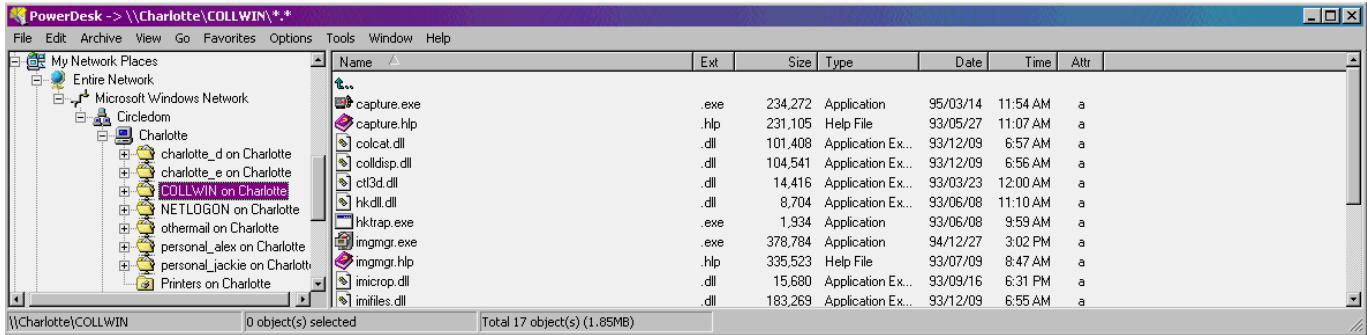 PowerDesk -> \\Charlotte\COLLWIN\*.*
File Edit Archive View Go Favorites Options Tools Window Help
My Network Places
Entire Network
Microsoft Windows Network
Circledom
Charlotte
charlotte_d on Charlotte
charlotte_e on Charlotte
COLLWIN on Charlotte
NETLOGON on Charlotte
othermail on Charlotte
personal_alex on Charlotte
personal_jackie on Charlott
Printers on Charlotte
Name Ext Size Type Date Time Attr
capture.exe .exe 234,272 Application 95/03/14 11:54 AM a
capture.hlp .hlp 231,105 Help File 93/05/27 11:07 AM a
colcat.dll .dll 101,408 Application Ex... 93/12/09 6:57 AM a
colldisp.dll .dll 104,541 Application Ex... 93/12/09 6:56 AM a
ctl3d.dll .dll 14,416 Application Ex... 93/03/23 12:00 AM a
hkdll.dll .dll 8,704 Application Ex... 93/06/08 11:10 AM a
hktrap.exe .exe 1,934 Application 93/06/08 9:59 AM a
imgmgr.exe .exe 378,784 Application 94/12/27 3:02 PM a
imgmgr.hlp .hlp 335,523 Help File 93/07/09 8:47 AM a
imicrop.dll .dll 15,680 Application Ex... 93/09/16 6:31 PM a
imifiles.dll .dll 183,269 Application Ex... 93/12/09 6:55 AM a
\\Charlotte\COLLWIN 0 object(s) selected Total 17 object(s) (1.85MB)